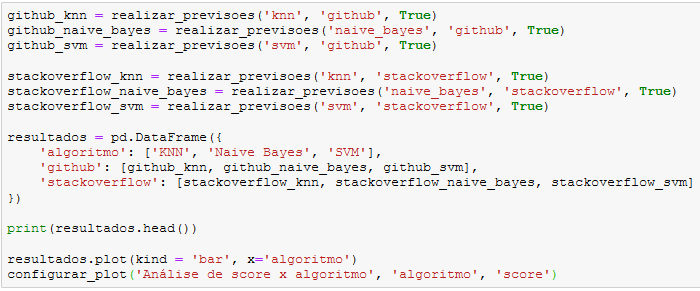 github_knn = realizar_previsoes('knn', 'github', True)
github_naive_bayes = realizar_previsoes('naive_bayes', 'github', True)
github_svm = realizar_previsoes('svm', 'github', True)

stackoverflow_knn = realizar_previsoes('knn', 'stackoverflow', True)
stackoverflow_naive_bayes = realizar_previsoes('naive_bayes', 'stackoverflow', True)
stackoverflow_svm = realizar_previsoes('svm', 'stackoverflow', True)

resultados = pd.DataFrame({
    'algoritmo': ['KNN', 'Naive Bayes', 'SVM'],
    'github': [github_knn, github_naive_bayes, github_svm],
    'stackoverflow': [stackoverflow_knn, stackoverflow_naive_bayes, stackoverflow_svm]
})

print(resultados.head())

resultados.plot(kind = 'bar', x='algoritmo')
configurar_plot('Análise de score x algoritmo', 'algoritmo', 'score')